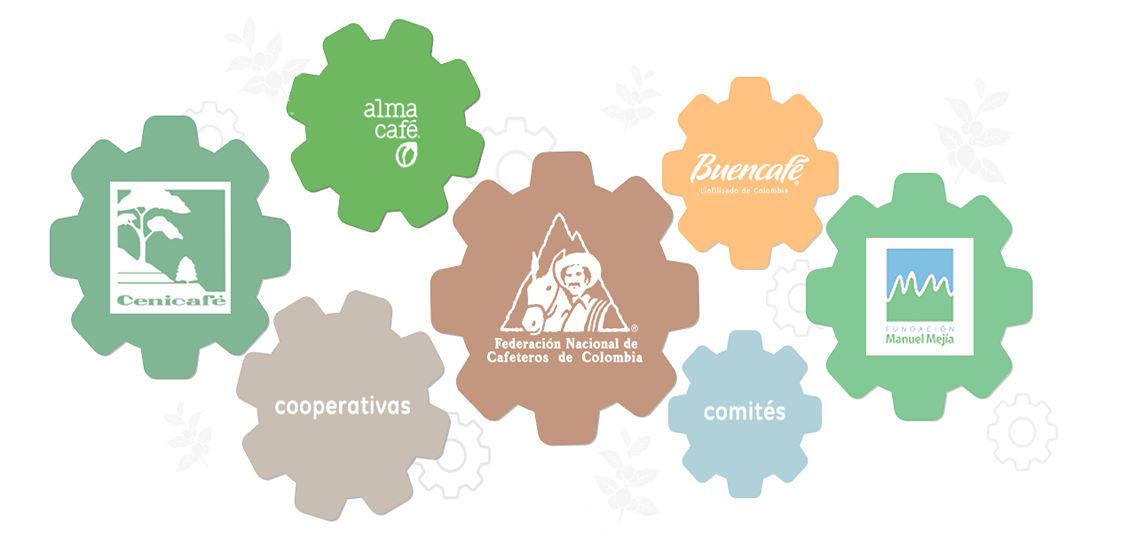 alma
café®
Buencafé®
Liofilizado de Colombia
Cenicafé
®
Federación Nacional de
Cafeteros de Colombia
FUNDACIÓN
Manuel Mejía
cooperativas
comités